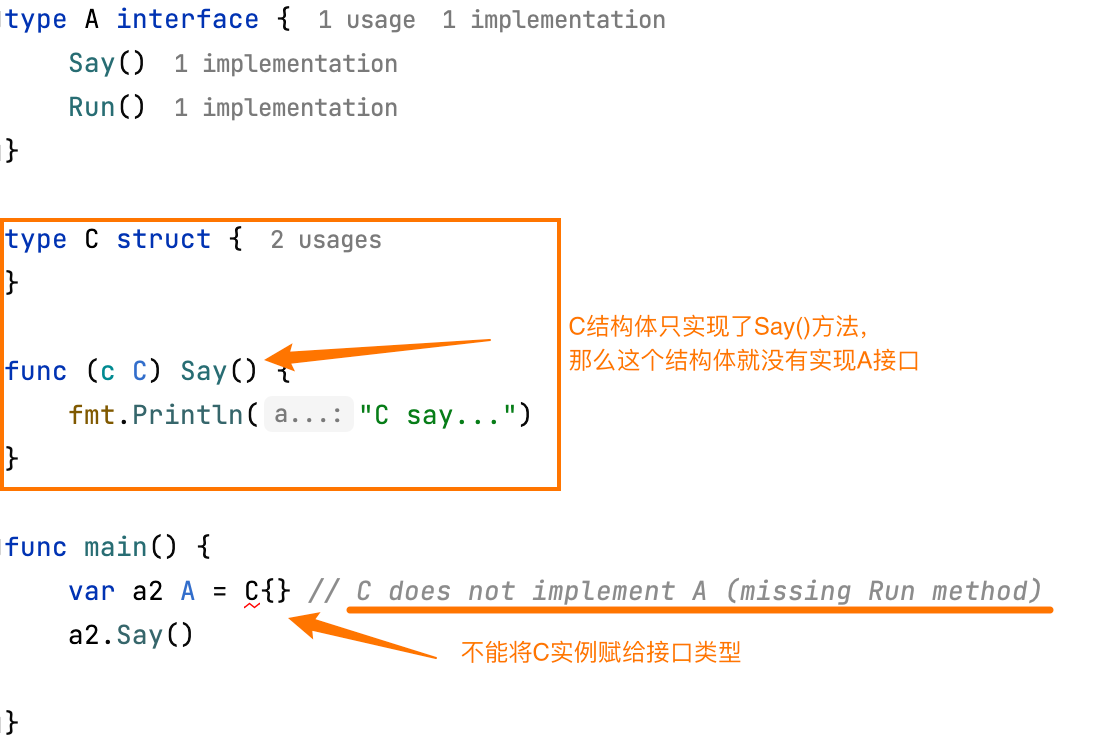 type A interface {  1 usage  1 implementation
    Say()  1 implementation
    Run()  1 implementation
}
type C struct {  2 usages
}
C结构体只实现了Say()方法,
那么这个结构体就没有实现A接口
func (c C) Say() {
    fmt.Println( a...: "C say...")
}
func main() {
    var a2 A = C{} // C does not implement A (missing Run method)
    a2.Say()
不能将C实例赋给接口类型
}